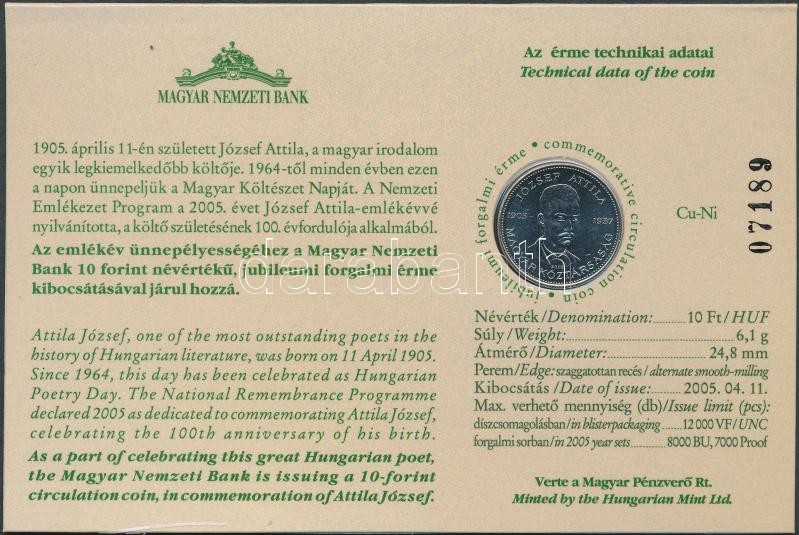 MAGYAR NEMZETI BANK
1905. április 11-én született József Attila, a magyar irodalom
egyik legkiemelkedőbb költője. 1964-től minden évben ezen
a napon ünnepeljük a Magyar Költészet Napját. A Nemzeti
Emlékezet Program a 2005. évet József Attila-emlékévvé
nyilvánította, a költő születésének 100. évfordulója alkalmából.
Az emlékév ünnepélyességéhez a Magyar Nemzeti
Bank 10 forint névértékű, jubileumi forgalmi érme
kibocsátásával járul hozzá.
Attila József, one of the most outstanding poets in the
history of Hungarian literature, was born on 11 April 1905.
Since 1964, this day has been celebrated as Hungarian
Poetry Day. The National Remembrance Programme
declared 2005 as dedicated to commemorating Attila József,
celebrating the 100th anniversary of his birth.
As a part of celebrating this great Hungarian poet,
the Magyar Nemzeti Bank is issuing a 10-forint
circulation coin, in commemoration of Attila József.
Az érme technikai adatai
Technical data of the coin
jubileumi forgalmi érme • commemorative circulation coin •
JÓZSEF ATTILA
1905 - 1937
MAGYAR KÖZTÁRSASÁG
Cu-Ni
07189
Névérték/Denomination: 10 Ft/HUF
Súly/Weight: 6,1 g
Átmérő/Diameter: 24,8 mm
Perem/Edge: szaggatottan recés/alternate smooth-milling
Kibocsátás/Date of issue: 2005. 04. 11.
Max. verhető mennyiség (db)/Issue limit (pcs):
díszcsomagolásban/in blisterpackaging 12 000 VF/UNC
forgalmi sorban/in 2005 year sets 8000 BU, 7000 Proof
Verte a Magyar Pénzverő Rt.
Minted by the Hungarian Mint Ltd.